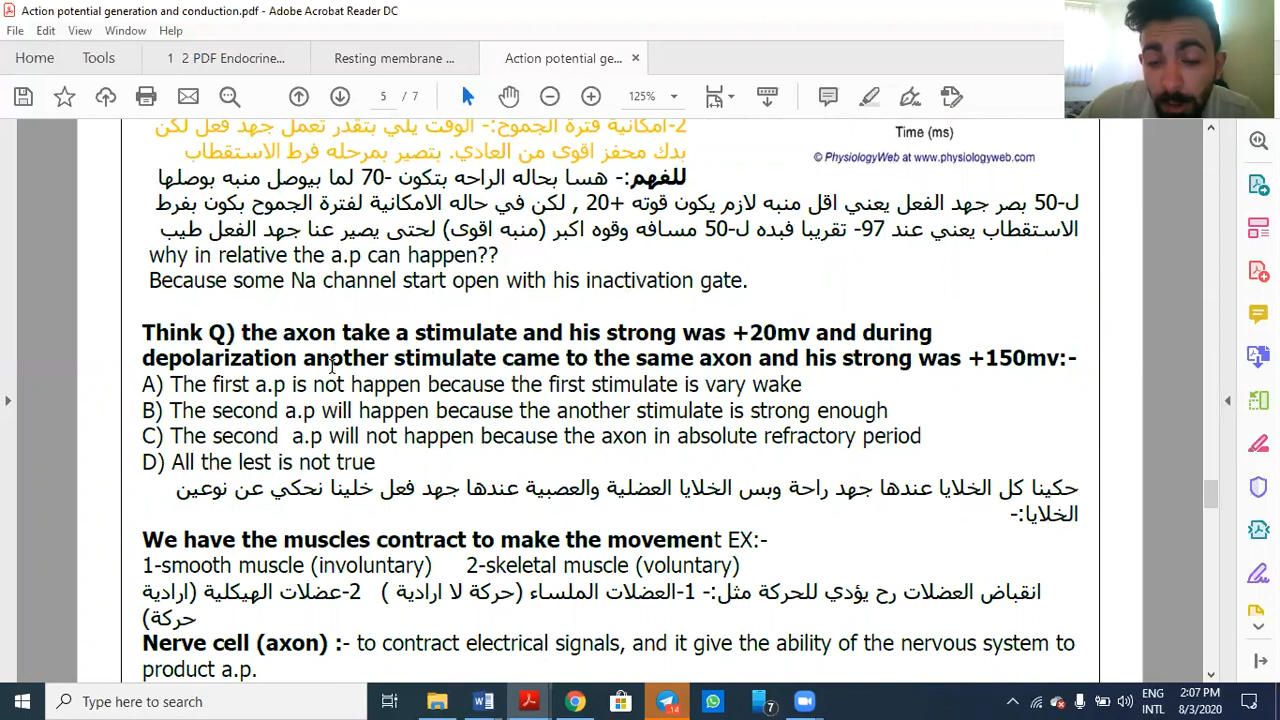 Action potential generation and conduction.pdf - Adobe Acrobat Reader DC
File Edit View Window Help
Home Tools 1 2 PDF Endocrine... Resting membrane ... Action potential ge... ×
5 / 7 125%
2-امكانية فترة الجموح:- الوقت يلي بتقدر تعمل جهد فعل لكن
بدك محفز اقوى من العادي. بتصير بمرحله فرط الاستقطاب
Time (ms)
© PhysiologyWeb at www.physiologyweb.com
للفهم:- هسا بحاله الراحه بتكون -70 لما بيوصل منبه بوصلها
ل-50 بصر جهد الفعل يعني اقل منبه لازم يكون قوته +20 , لكن في حاله الامكانية لفترة الجموح بكون بفرط
الاستقطاب يعني عند 97- تقريبا فبده ل-50 مسافه وقوه اكبر (منبه اقوى) لحتى يصير عنا جهد الفعل طيب
why in relative the a.p can happen??
Because some Na channel start open with his inactivation gate.
Think Q) the axon take a stimulate and his strong was +20mv and during
depolarization another stimulate came to the same axon and his strong was +150mv:-
A) The first a.p is not happen because the first stimulate is vary wake
B) The second a.p will happen because the another stimulate is strong enough
C) The second a.p will not happen because the axon in absolute refractory period
D) All the lest is not true
حكينا كل الخلايا عندها جهد راحة وبس الخلايا العضلية والعصبية عندها جهد فعل خلينا نحكي عن نوعين
الخلايا:-
We have the muscles contract to make the movement EX:-
1-smooth muscle (involuntary) 2-skeletal muscle (voluntary)
انقباض العضلات رح يؤدي للحركة مثل:- 1-العضلات الملساء (حركة لا ارادية ) 2-عضلات الهيكلية (ارادية
حركة)
Nerve cell (axon) :- to contract electrical signals, and it give the ability of the nervous system to
product a.p.
Type here to search
14
7
ENG
INTL
2:07 PM
8/3/2020